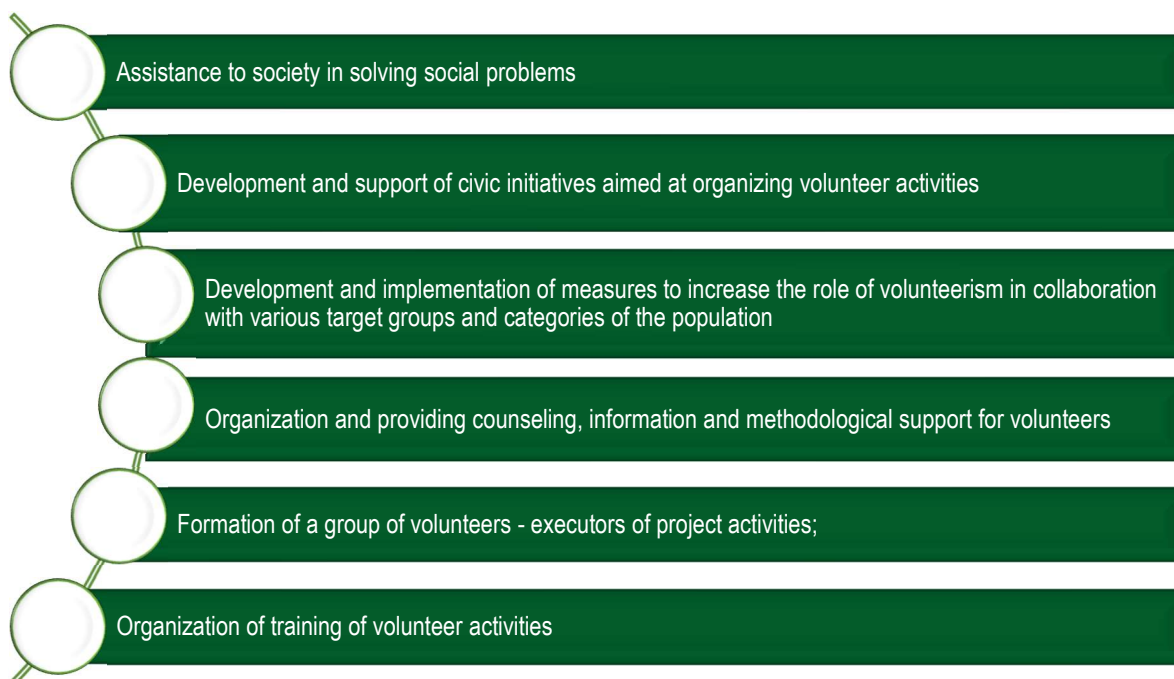 Assistance to society in solving social problems
Development and support of civic initiatives aimed at organizing volunteer activities
Development and implementation of measures to increase the role of volunteerism in collaboration
with various target groups and categories of the population
Organization and providing counseling, information and methodological support for volunteers
Formation of a group of volunteers - executors of project activities;
Organization of training of volunteer activities